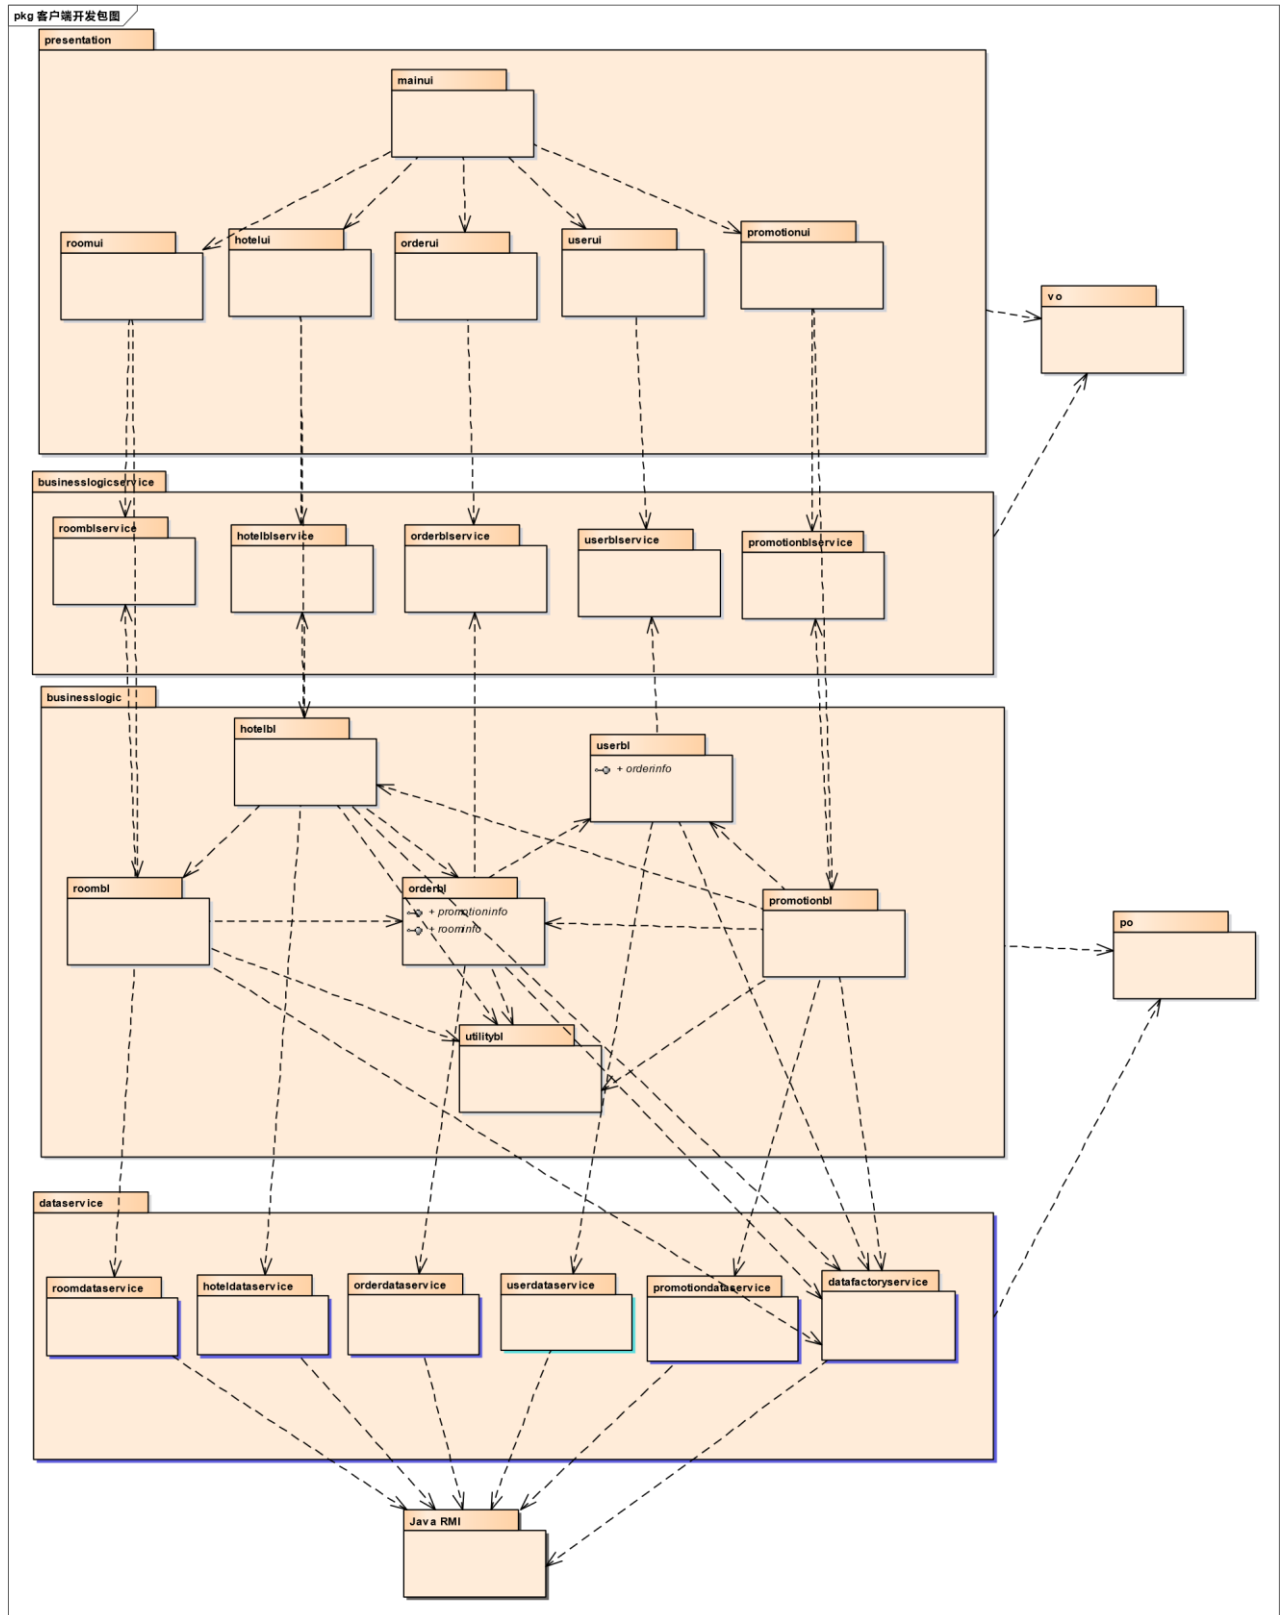 pkg 客户端开发包图
presentation
mainui
roomui
hotelui
orderui
userui
promotionui
vo
businesslogicservice
roomblservice
hotelblservice
orderblservice
userblservice
promotionblservice
businesslogic
hotelbl
userbl
+ orderinfo
roombl
orderbl
+ promotioninfo
+ roominfo
promotionbl
po
utilitybl
dataservice
roomdataservice
hoteldataservice
orderdataservice
userdataservice
promotiondataservice
datafactoryservice
Java RMI